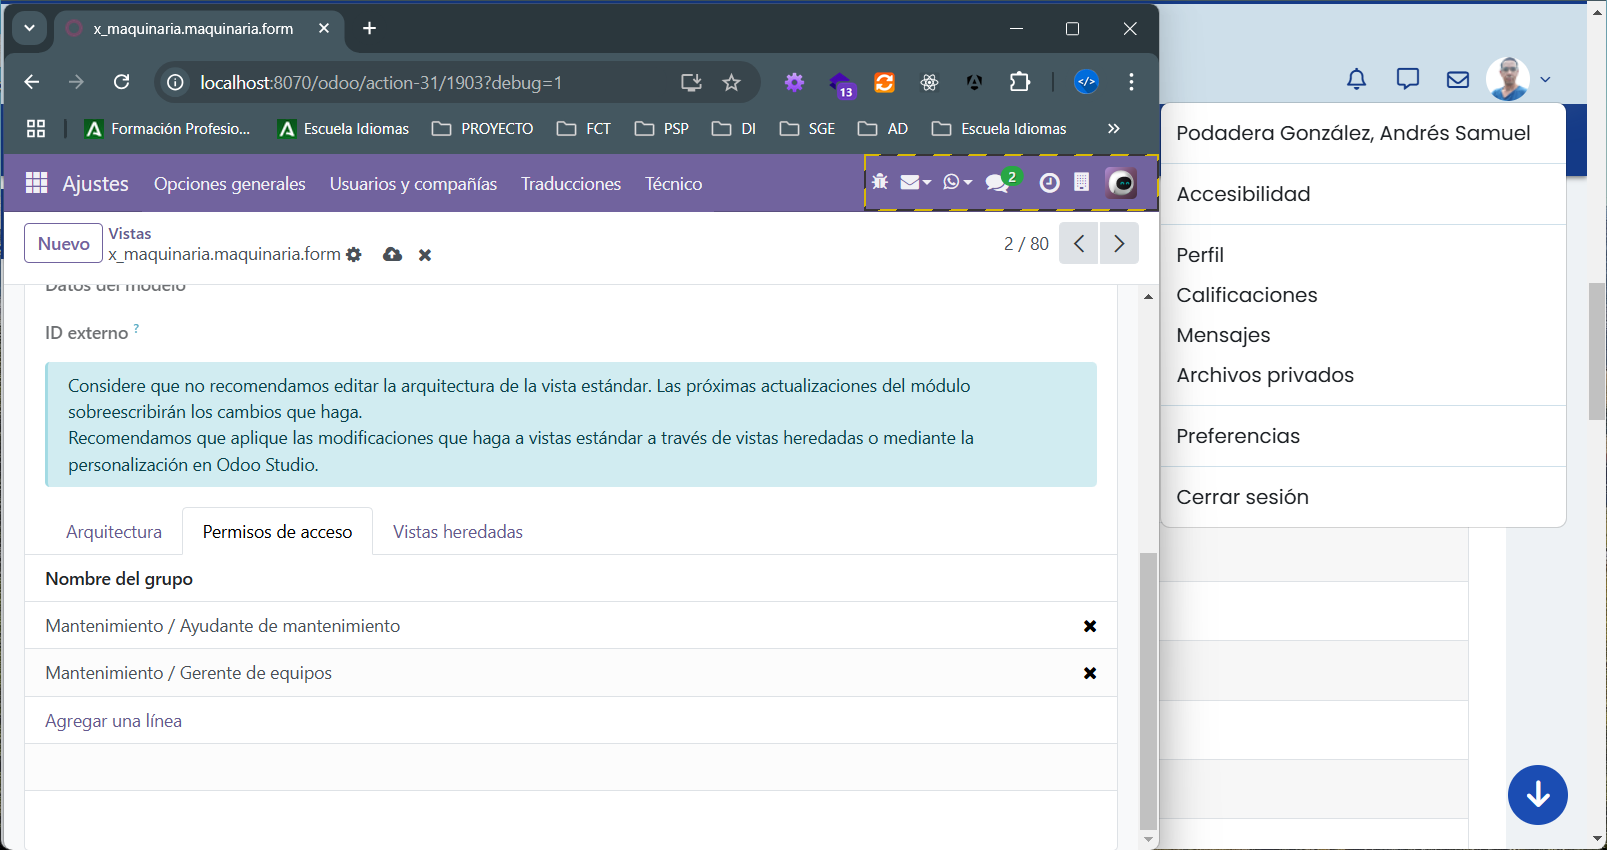 x_maquinaria.maquinaria.form
localhost:8070/odoo/action-31/1903?debug=1
13
Formación Profesio...
Escuela Idiomas
PROYECTO
FCT
PSP
DI
SGE
AD
Escuela Idiomas
»
Ajustes
Opciones generales
Usuarios y compañías
Traducciones
Técnico
2
Nuevo
Vistas
x_maquinaria.maquinaria.form
2 / 80
Datos del modelo
ID externo ?
Considere que no recomendamos editar la arquitectura de la vista estándar. Las próximas actualizaciones del módulo
sobreescribirán los cambios que haga.
Recomendamos que aplique las modificaciones que haga a vistas estándar a través de vistas heredadas o mediante la
personalización en Odoo Studio.
Arquitectura
Permisos de acceso
Vistas heredadas
Nombre del grupo
Mantenimiento / Ayudante de mantenimiento
Mantenimiento / Gerente de equipos
Agregar una línea
Podadera González, Andrés Samuel
Accesibilidad
Perfil
Calificaciones
Mensajes
Archivos privados
Preferencias
Cerrar sesión